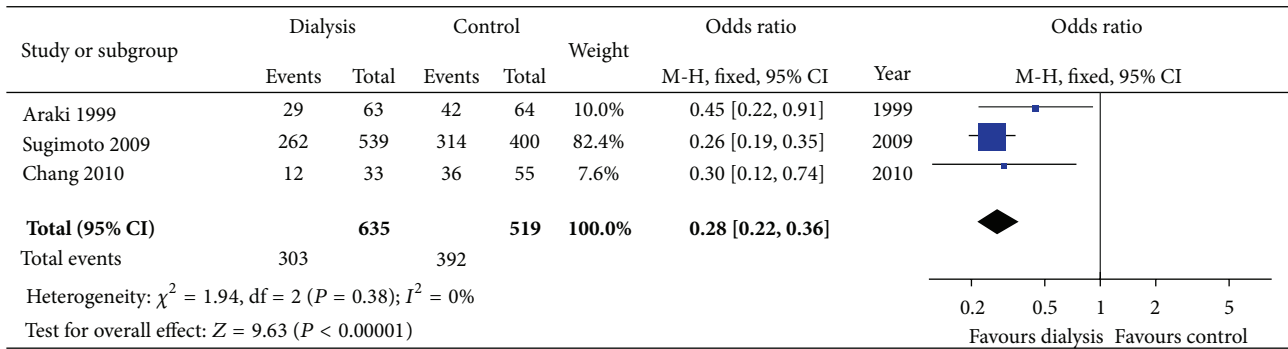 Study or subgroup Dialysis Control Weight Odds ratio Year Odds ratio
Events Total Events Total M-H, fixed, 95% CI M-H, fixed, 95% CI
Araki 1999 29 63 42 64 10.0% 0.45 [0.22, 0.91] 1999
Sugimoto 2009 262 539 314 400 82.4% 0.26 [0.19, 0.35] 2009
Chang 2010 12 33 36 55 7.6% 0.30 [0.12, 0.74] 2010
Total (95% CI) 635 519 100.0% 0.28 [0.22, 0.36]
Total events 303 392
Heterogeneity: χ² = 1.94, df = 2 (P = 0.38); I² = 0%
Test for overall effect: Z = 9.63 (P < 0.00001)
0.2 0.5 1 2 5
Favours dialysis Favours control